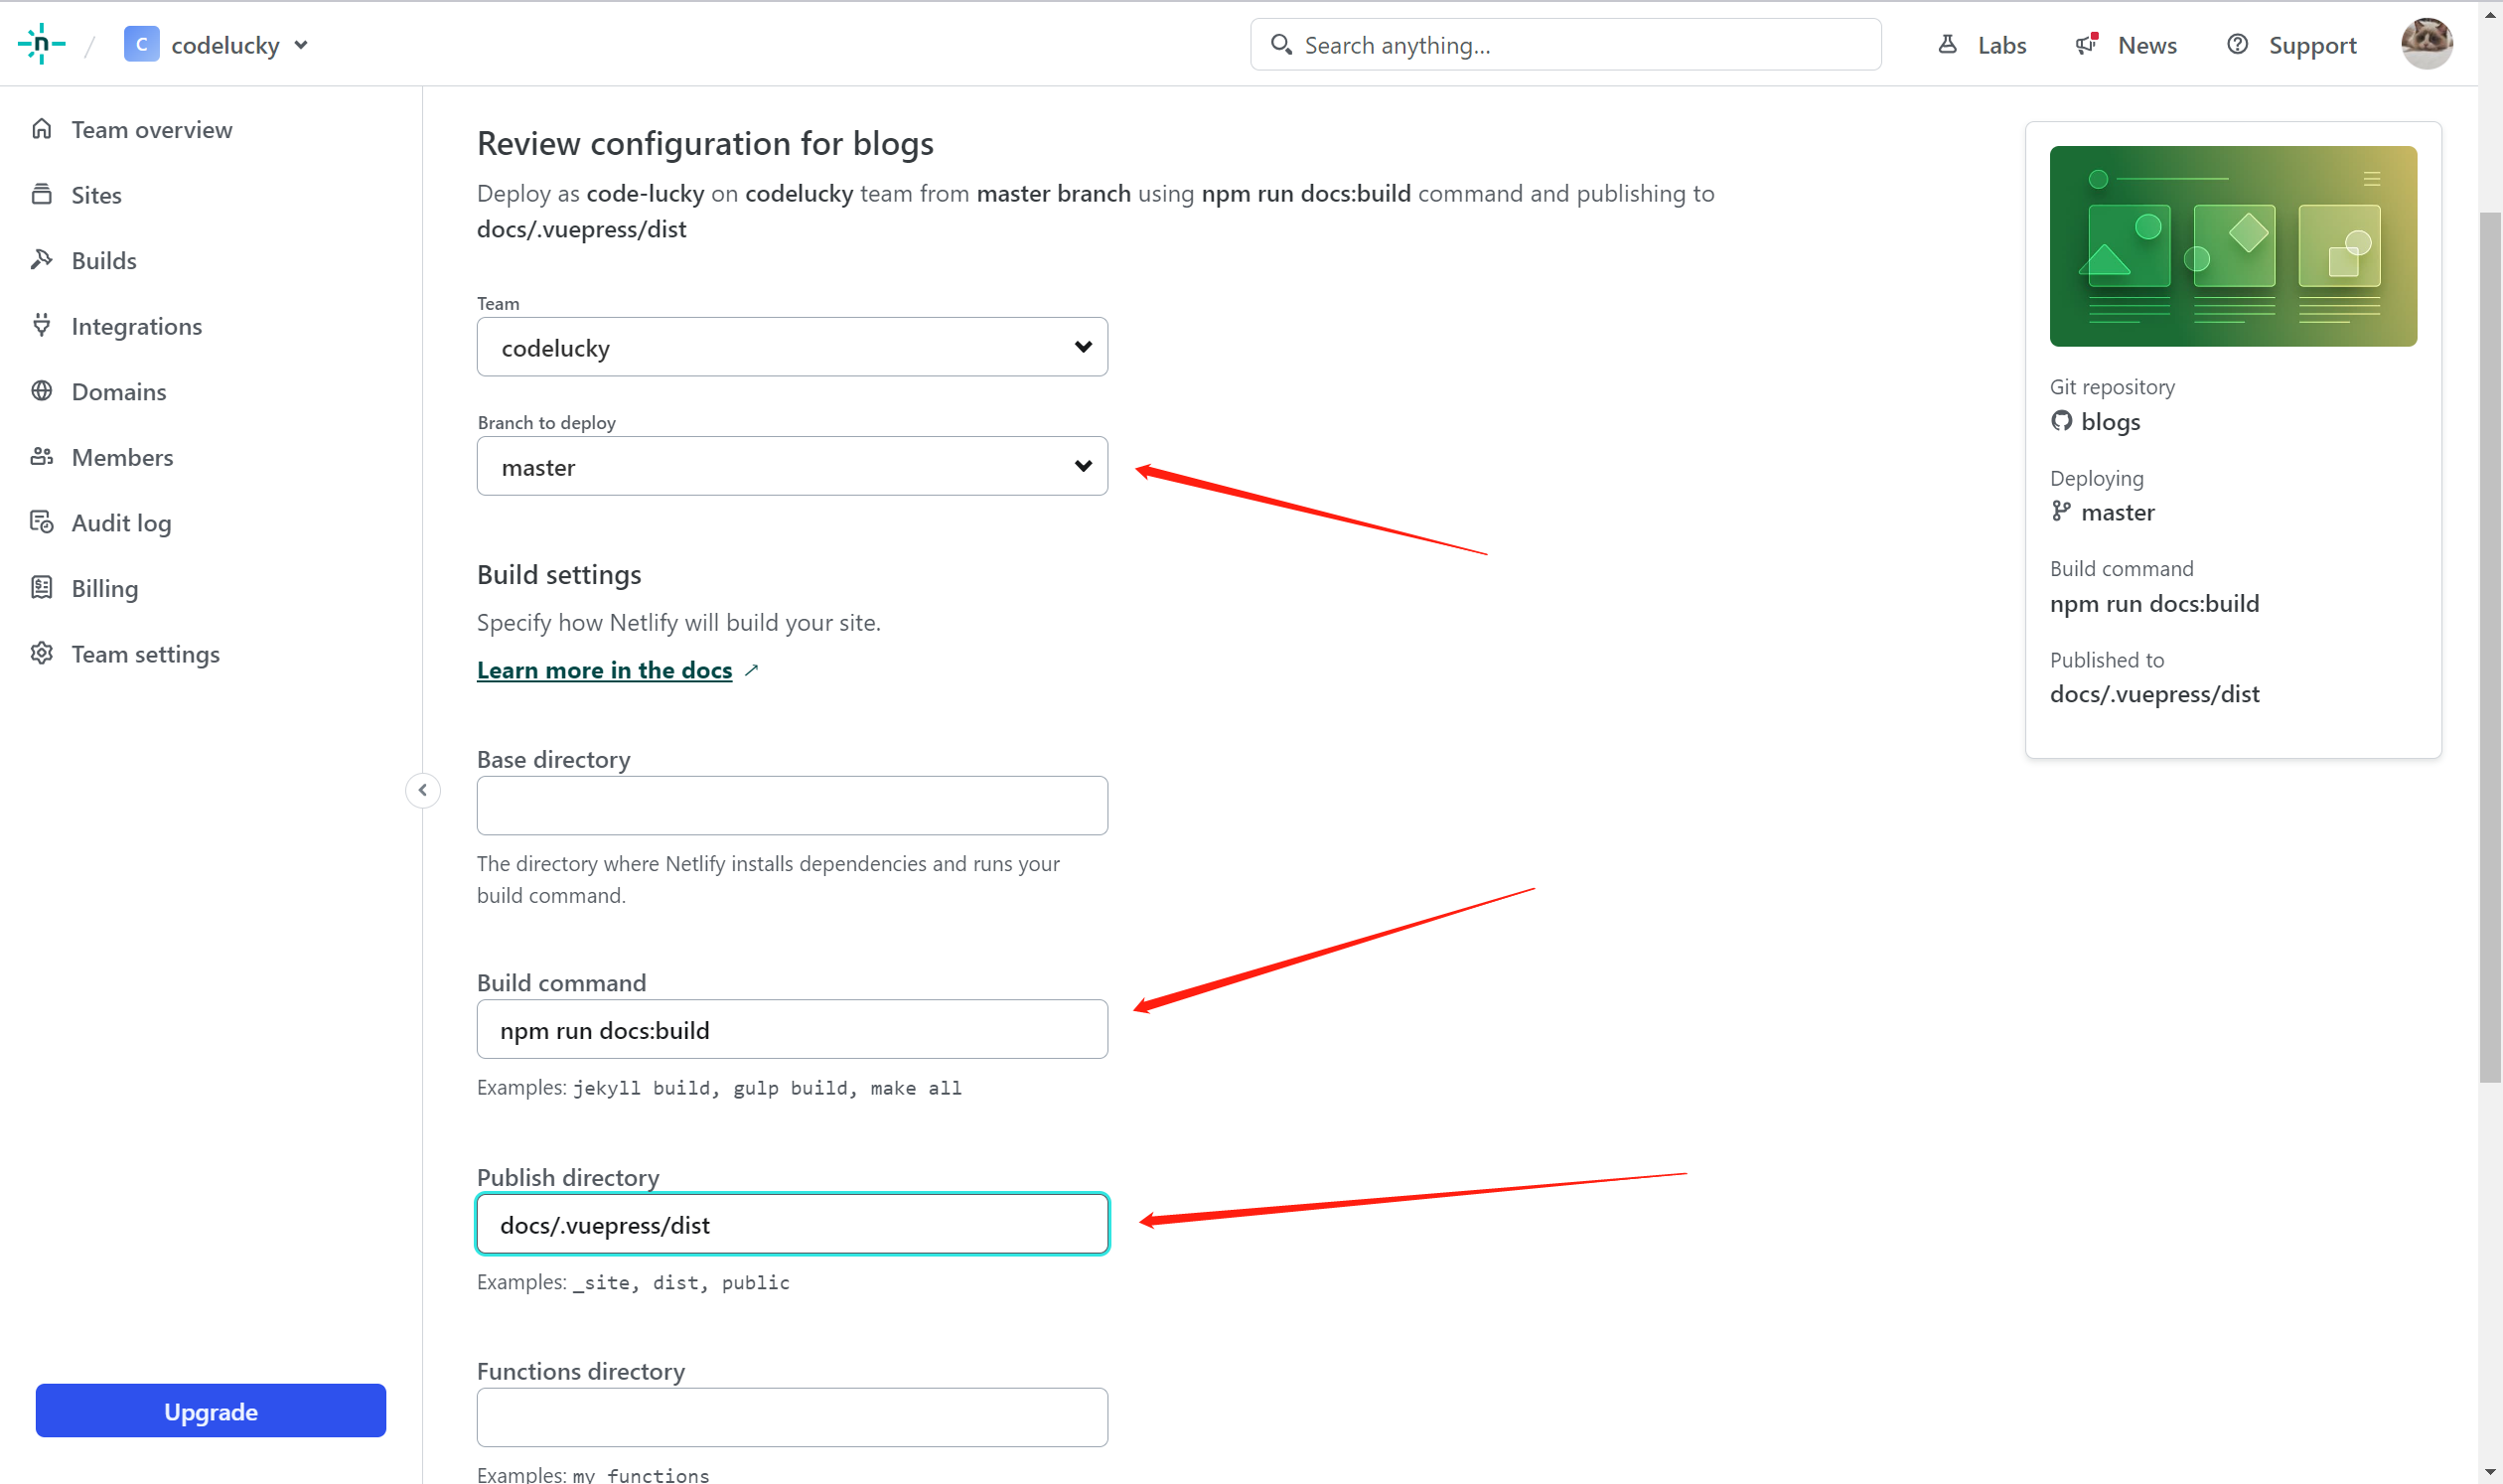 n / C codelucky
Search anything...
Labs
News
Support
Team overview
Sites
Builds
Integrations
Domains
Members
Audit log
Billing
Team settings
Upgrade
Review configuration for blogs
Deploy as code-lucky on codelucky team from master branch using npm run docs:build command and publishing to
docs/.vuepress/dist
Team
codelucky
Branch to deploy
master
Build settings
Specify how Netlify will build your site.
Learn more in the docs ↗
Base directory
The directory where Netlify installs dependencies and runs your
build command.
Build command
npm run docs:build
Examples: jekyll build, gulp build, make all
Publish directory
docs/.vuepress/dist
Examples: _site, dist, public
Functions directory
Examples: my_functions
Git repository
blogs
Deploying
master
Build command
npm run docs:build
Published to
docs/.vuepress/dist